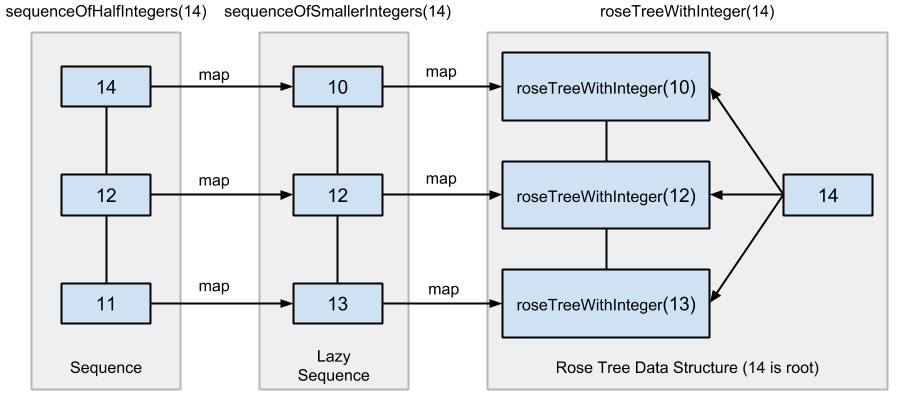 sequenceOfHalfIntegers(14)
sequenceOfSmallerIntegers(14)
roseTreeWithInteger(14)
14
map
10
map
roseTreeWithInteger(10)
12
map
12
map
roseTreeWithInteger(12)
14
11
map
13
map
roseTreeWithInteger(13)
Sequence
Lazy
Sequence
Rose Tree Data Structure (14 is root)